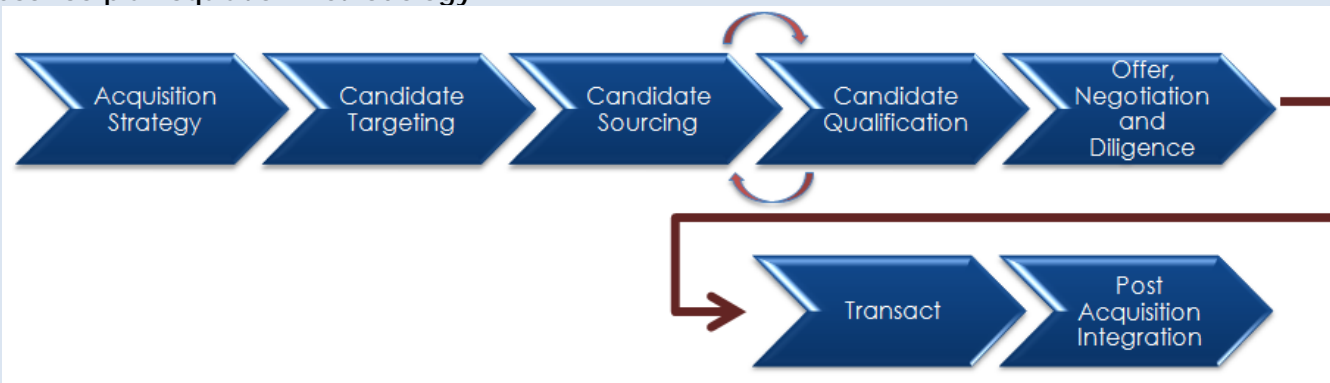 Acquisition
Strategy
Candidate
Targeting
Candidate
Sourcing
Candidate
Qualification
Offer,
Negotiation
and
Diligence
Transact
Post
Acquisition
Integration